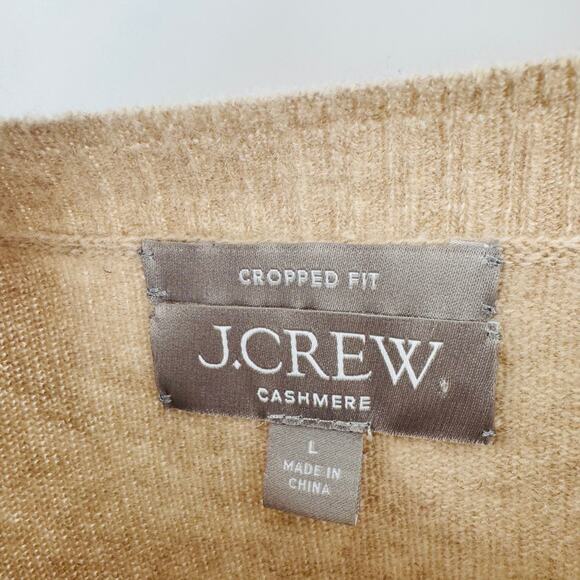 CROPPED FIT
J.CREW
CASHMERE
L
MADE IN
CHINA